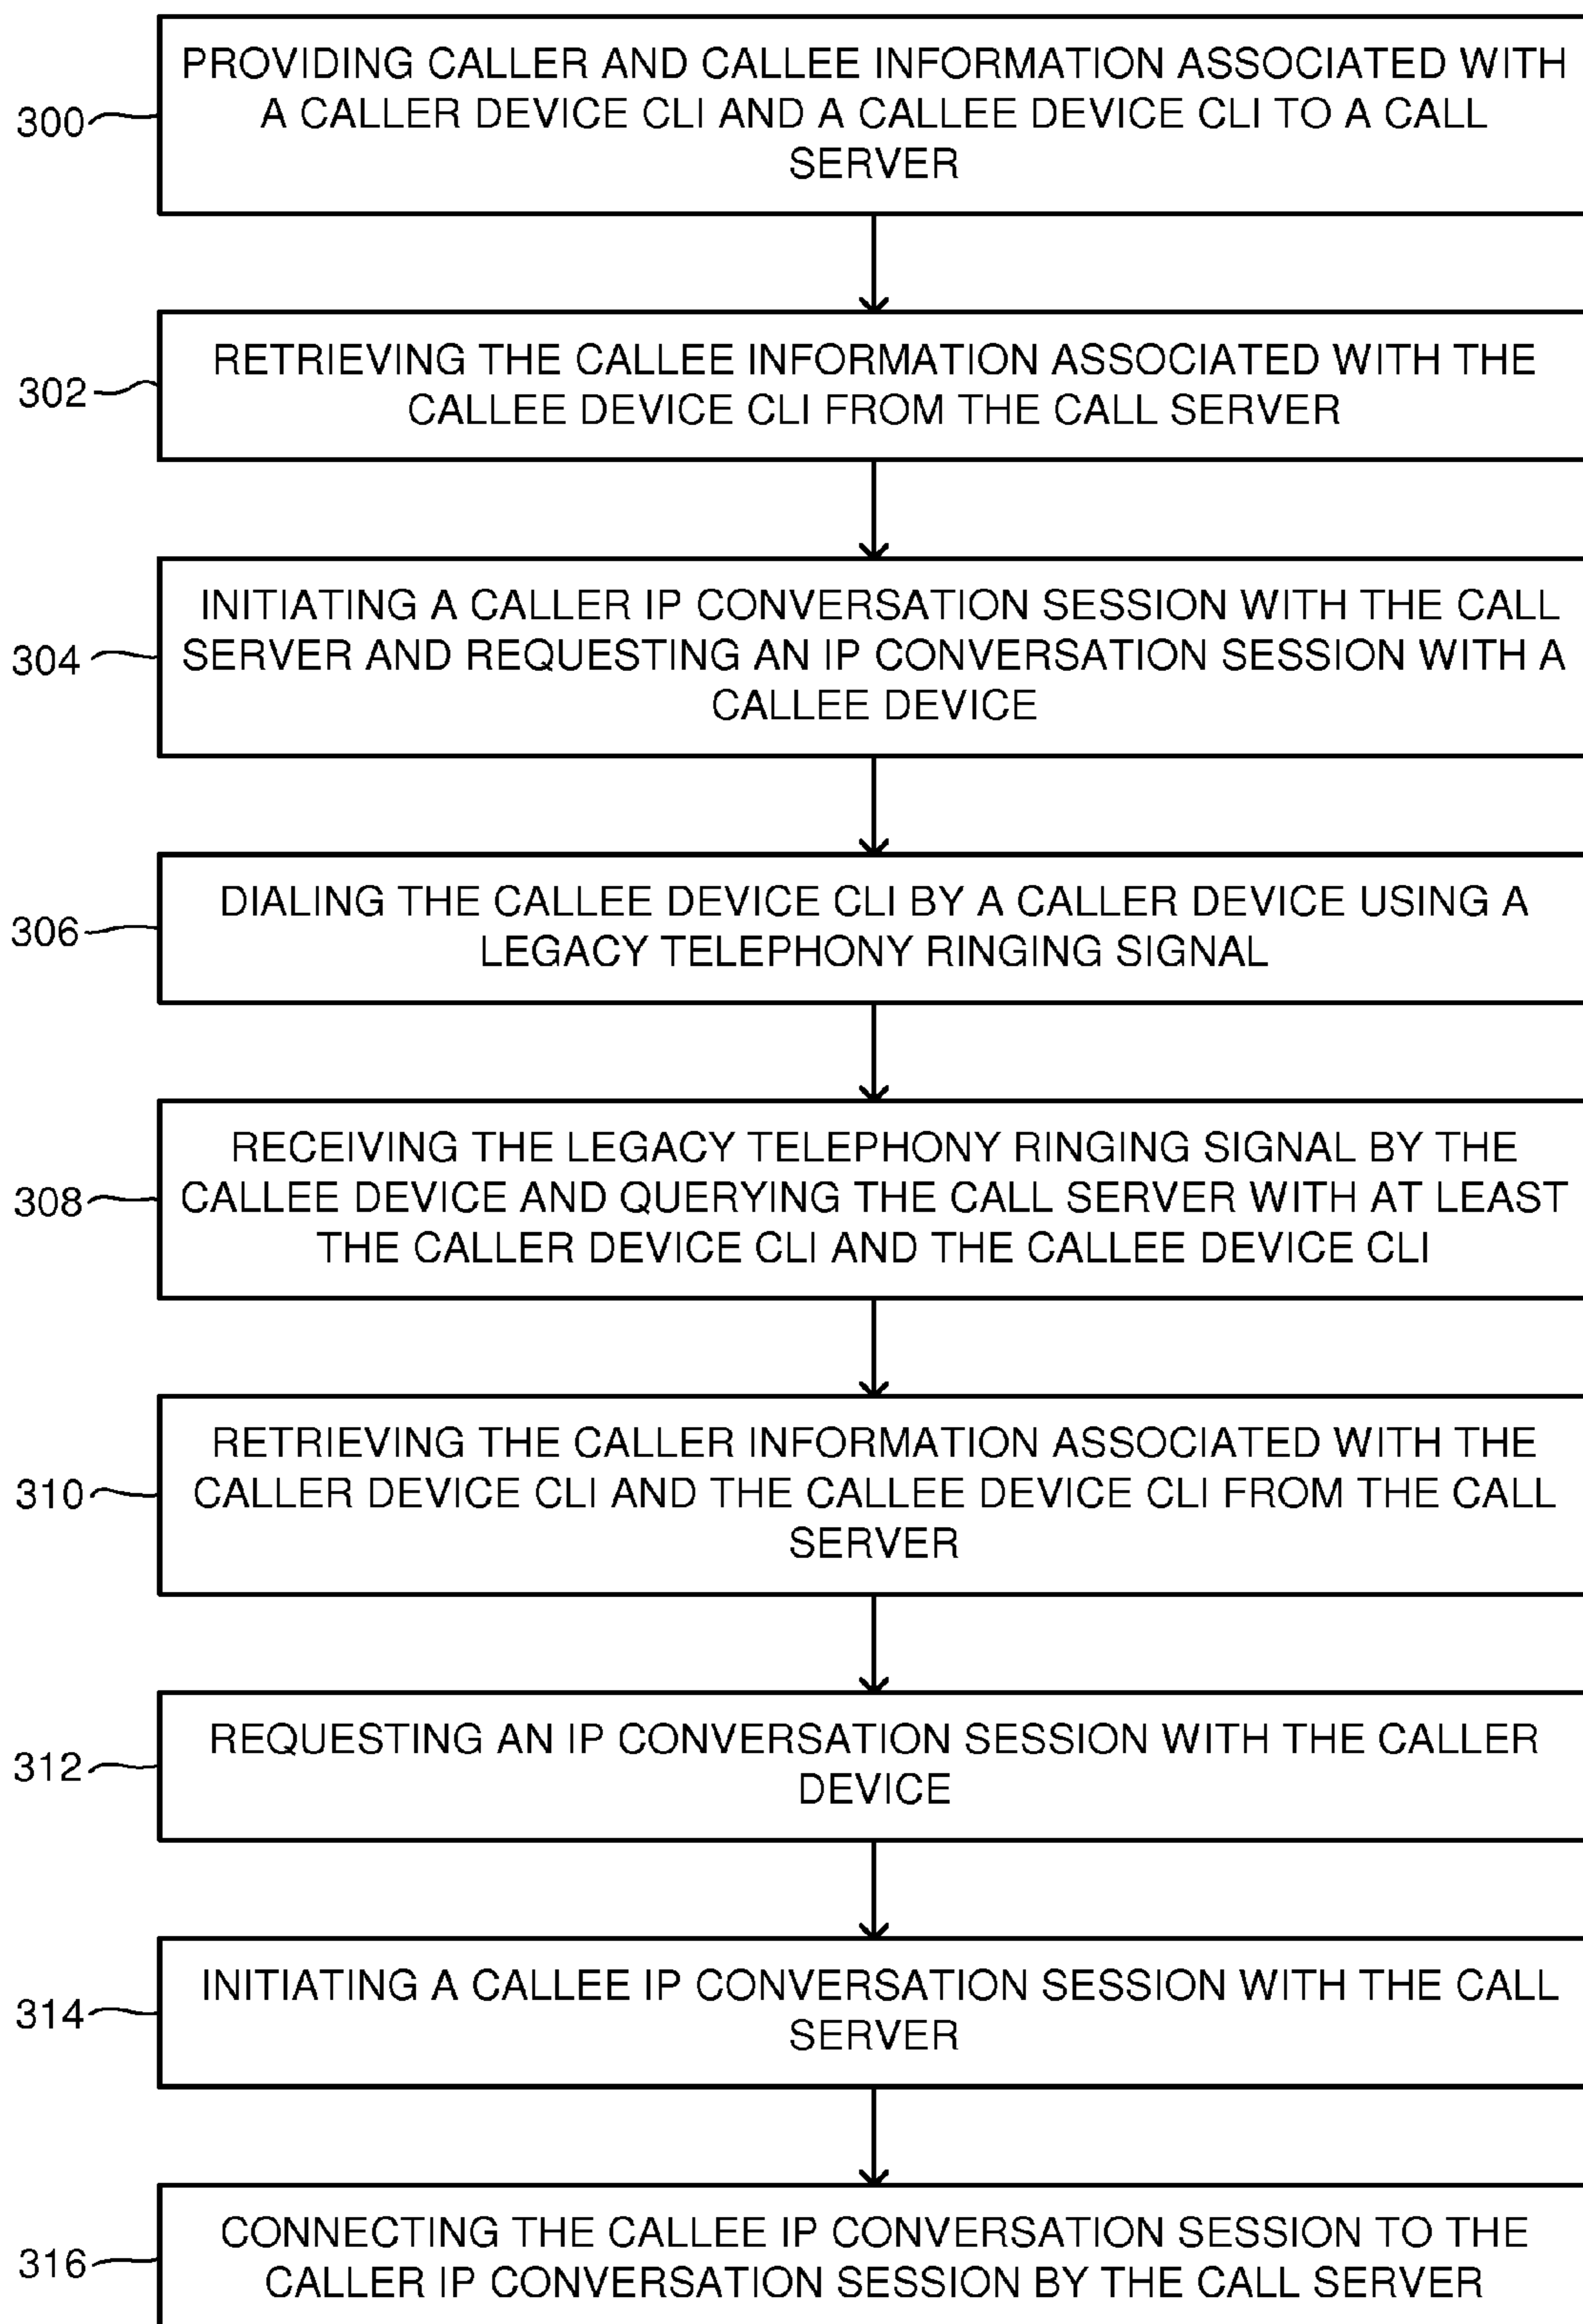 PROVIDING CALLER AND CALLEE INFORMATION ASSOCIATED WITH
300
A CALLER DEVICE CLI AND A CALLEE DEVICE CLI TO A CALL
SERVER
RETRIEVING THE CALLEE INFORMATION ASSOCIATED WITH THE
302
CALLEE DEVICE CLI FROM THE CALL SERVER
INITIATING A CALLER IP CONVERSATION SESSION WITH THE CALL
304
SERVER AND REQUESTING AN IP CONVERSATION SESSION WITH A
CALLEE DEVICE
DIALING THE CALLEE DEVICE CLI BY A CALLER DEVICE USING A
306
LEGACY TELEPHONY RINGING SIGNAL
RECEIVING THE LEGACY TELEPHONY RINGING SIGNAL BY THE
308
CALLEE DEVICE AND QUERYING THE CALL SERVER WITH AT LEAST
THE CALLER DEVICE CLI AND THE CALLEE DEVICE CLI
RETRIEVING THE CALLER INFORMATION ASSOCIATED WITH THE
310
CALLER DEVICE CLI AND THE CALLEE DEVICE CLI FROM THE CALL
SERVER
REQUESTING AN IP CONVERSATION SESSION WITH THE CALLER
312
DEVICE
INITIATING A CALLEE IP CONVERSATION SESSION WITH THE CALL
314
SERVER
CONNECTING THE CALLEE IP CONVERSATION SESSION TO THE
316
CALLER IP CONVERSATION SESSION BY THE CALL SERVER